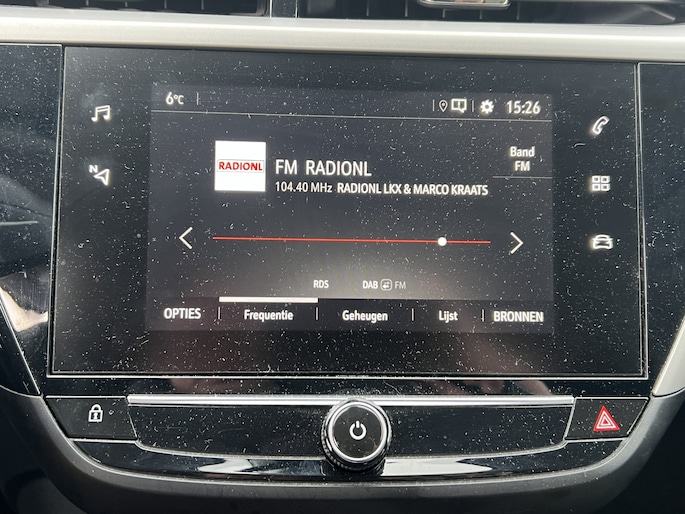 6°C
15:26
N
RADIONL
FM RADIONL
104.40 MHz RADIONL LKX & MARCO KRAATS
Band
FM
RDS
DAB FM
OPTIES
Frequentie
Geheugen
Lijst
BRONNEN